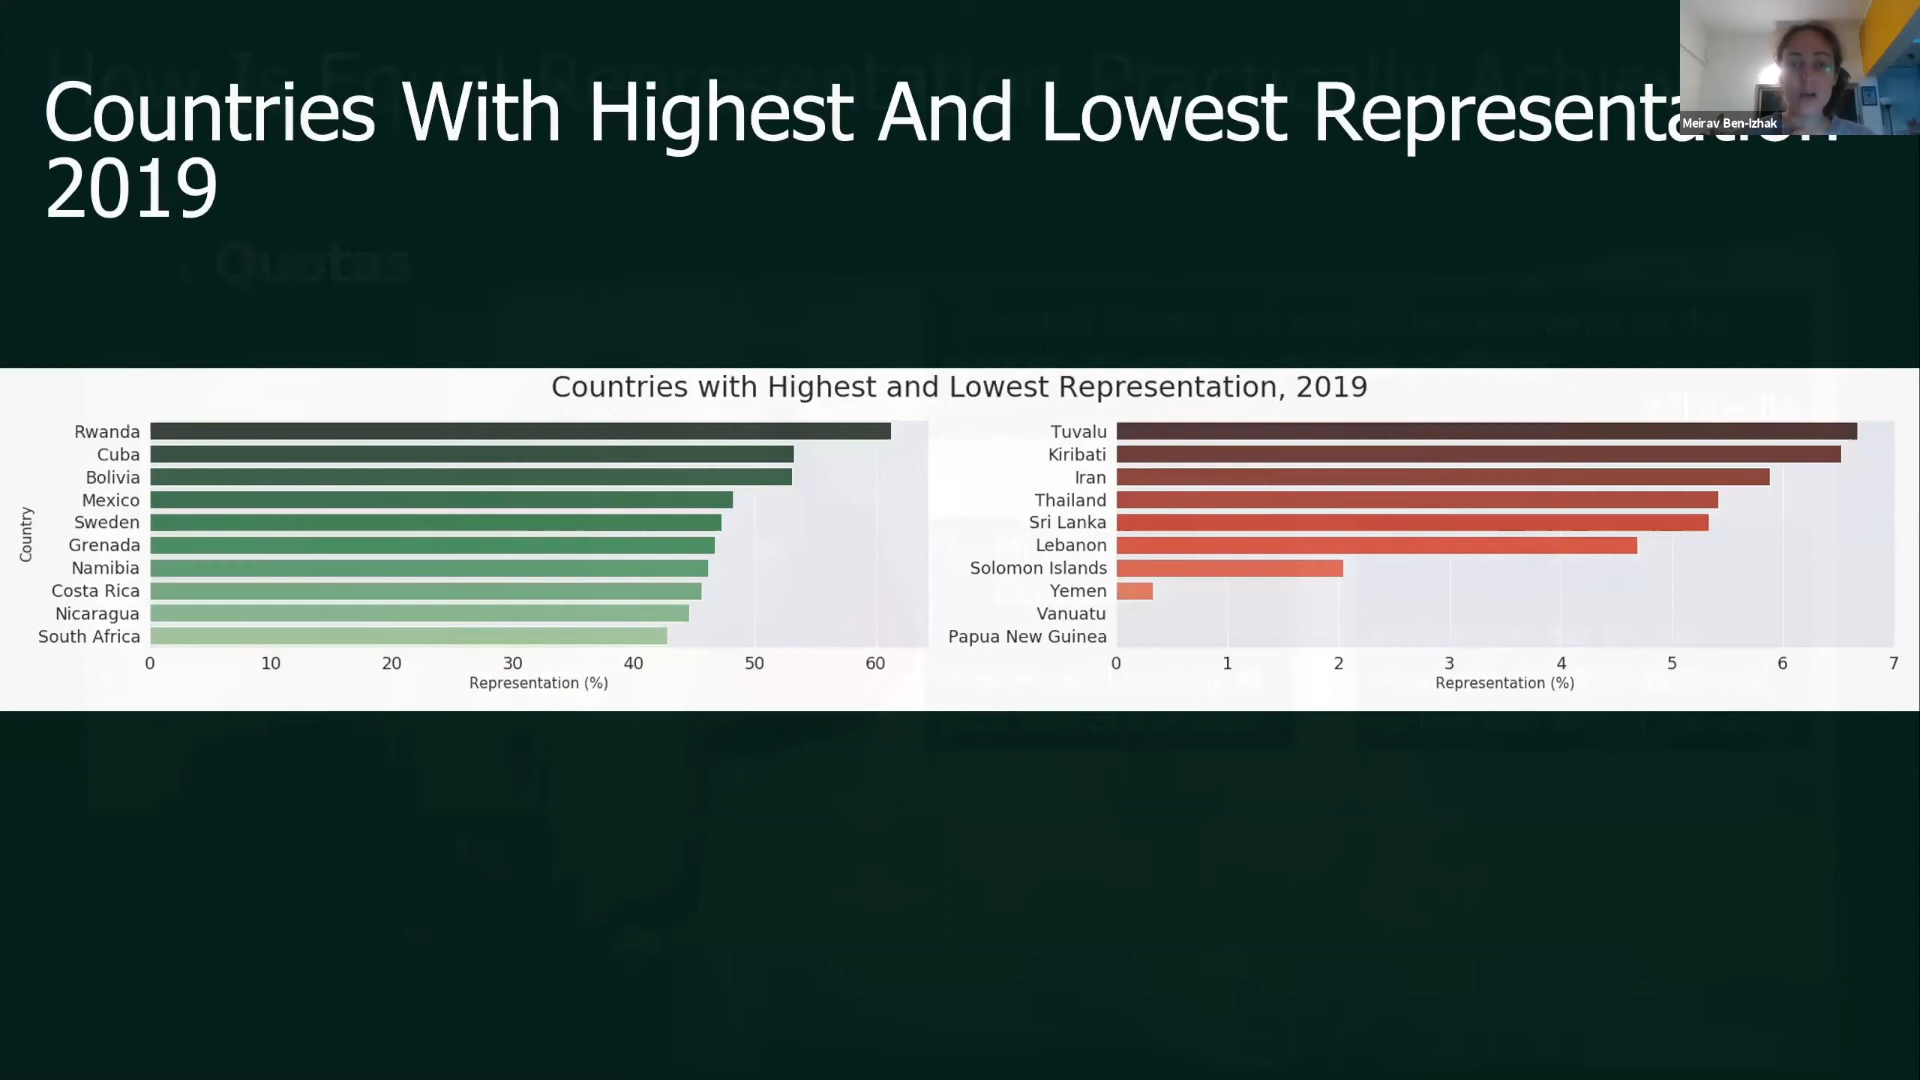 Countries With Highest And Lowest Representation
2019
Meirav Ben-Izhak
Quotas
Countries with Highest and Lowest Representation, 2019
Country
Rwanda
Cuba
Bolivia
Mexico
Sweden
Grenada
Namibia
Costa Rica
Nicaragua
South Africa
0 10 20 30 40 50 60
Representation (%)
Tuvalu
Kiribati
Iran
Thailand
Sri Lanka
Lebanon
Solomon Islands
Yemen
Vanuatu
Papua New Guinea
0 1 2 3 4 5 6 7
Representation (%)